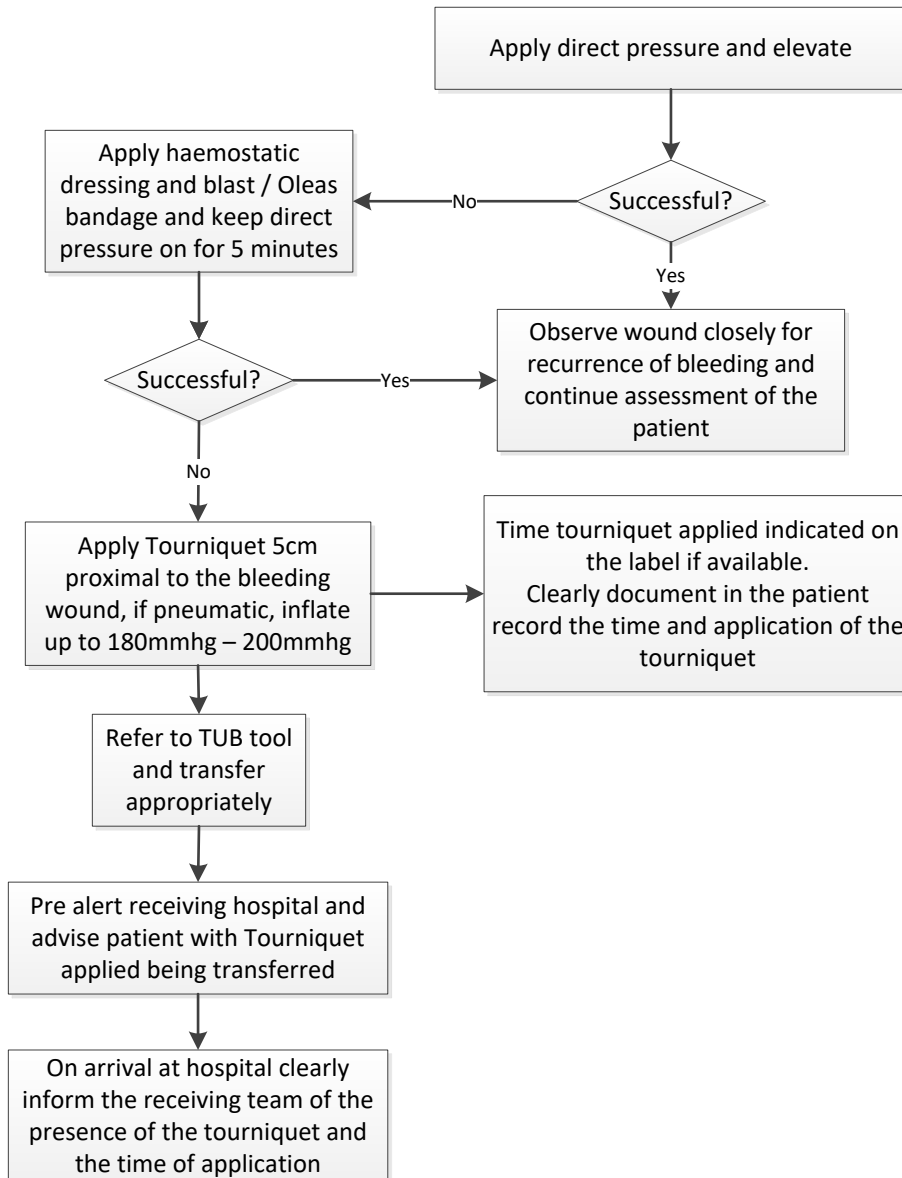 Apply direct pressure and elevate
Successful?
No
Yes
Apply haemostatic
dressing and blast / Oleas
bandage and keep direct
pressure on for 5 minutes
Observe wound closely for
recurrence of bleeding and
continue assessment of the
patient
Successful?
Yes
No
Apply Tourniquet 5cm
proximal to the bleeding
wound, if pneumatic, inflate
up to 180mmhg – 200mmhg
Time tourniquet applied indicated on
the label if available.
Clearly document in the patient
record the time and application of the
tourniquet
Refer to TUB tool
and transfer
appropriately
Pre alert receiving hospital and
advise patient with Tourniquet
applied being transferred
On arrival at hospital clearly
inform the receiving team of the
presence of the tourniquet and
the time of application